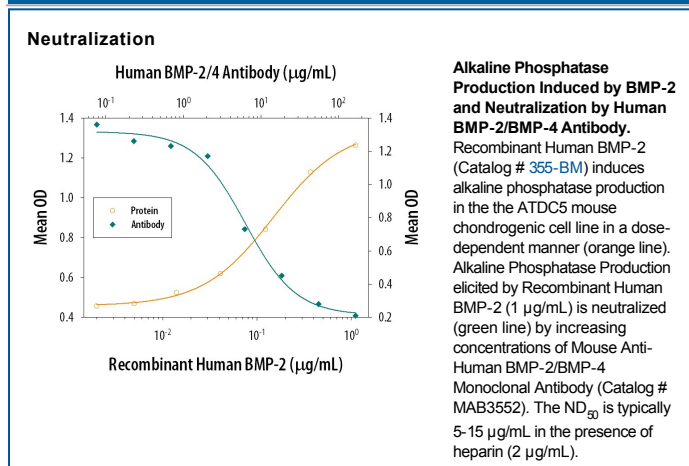 Neutralization
Human BMP-2/4 Antibody (µg/mL)
10-1 100 101 102
1.4 1.4
1.2 1.2
1.0 1.0
0.8 0.8
0.6 0.6
0.4 0.4
0.2
Mean OD
Mean OD
Protein
Antibody
10-2 10-1 100
Recombinant Human BMP-2 (µg/mL)
Alkaline Phosphatase
Production Induced by BMP-2
and Neutralization by Human
BMP-2/BMP-4 Antibody.
Recombinant Human BMP-2
(Catalog # 355-BM) induces
alkaline phosphatase production
in the the ATDC5 mouse
chondrogenic cell line in a dose-
dependent manner (orange line).
Alkaline Phosphatase Production
elicited by Recombinant Human
BMP-2 (1 µg/mL) is neutralized
(green line) by increasing
concentrations of Mouse Anti-
Human BMP-2/BMP-4
Monoclonal Antibody (Catalog #
MAB3552). The ND50 is typically
5-15 µg/mL in the presence of
heparin (2 µg/mL).